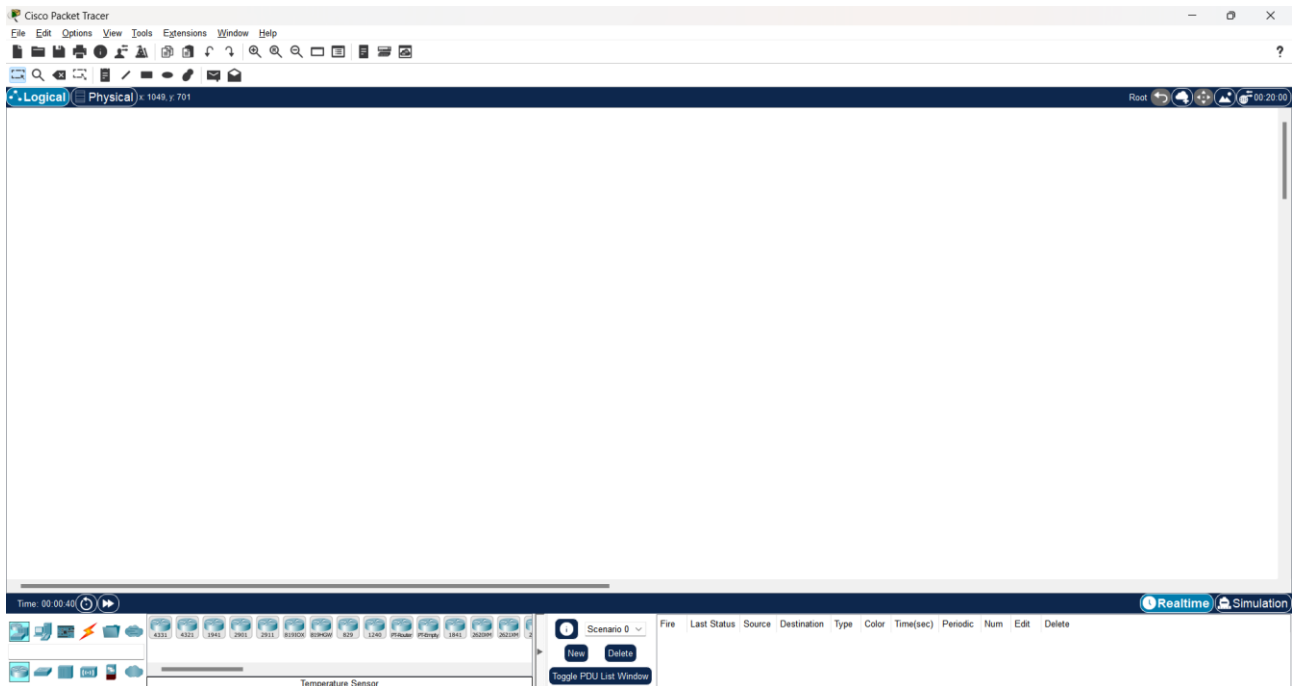 Cisco Packet Tracer
File Edit Options View Tools Extensions Window Help
?
Logical Physical x: 1049, y: 701 Root 00:20:00
Time: 00:00:40 Realtime Simulation
4331 4321 1941 2901 2911 819IOX 819HGW 829 1240 PT-Router PT-Empty 1841 2620XM 2621XM 2
Scenario 0
New Delete
Toggle PDU List Window
Fire Last Status Source Destination Type Color Time(sec) Periodic Num Edit Delete
Temperature Sensor